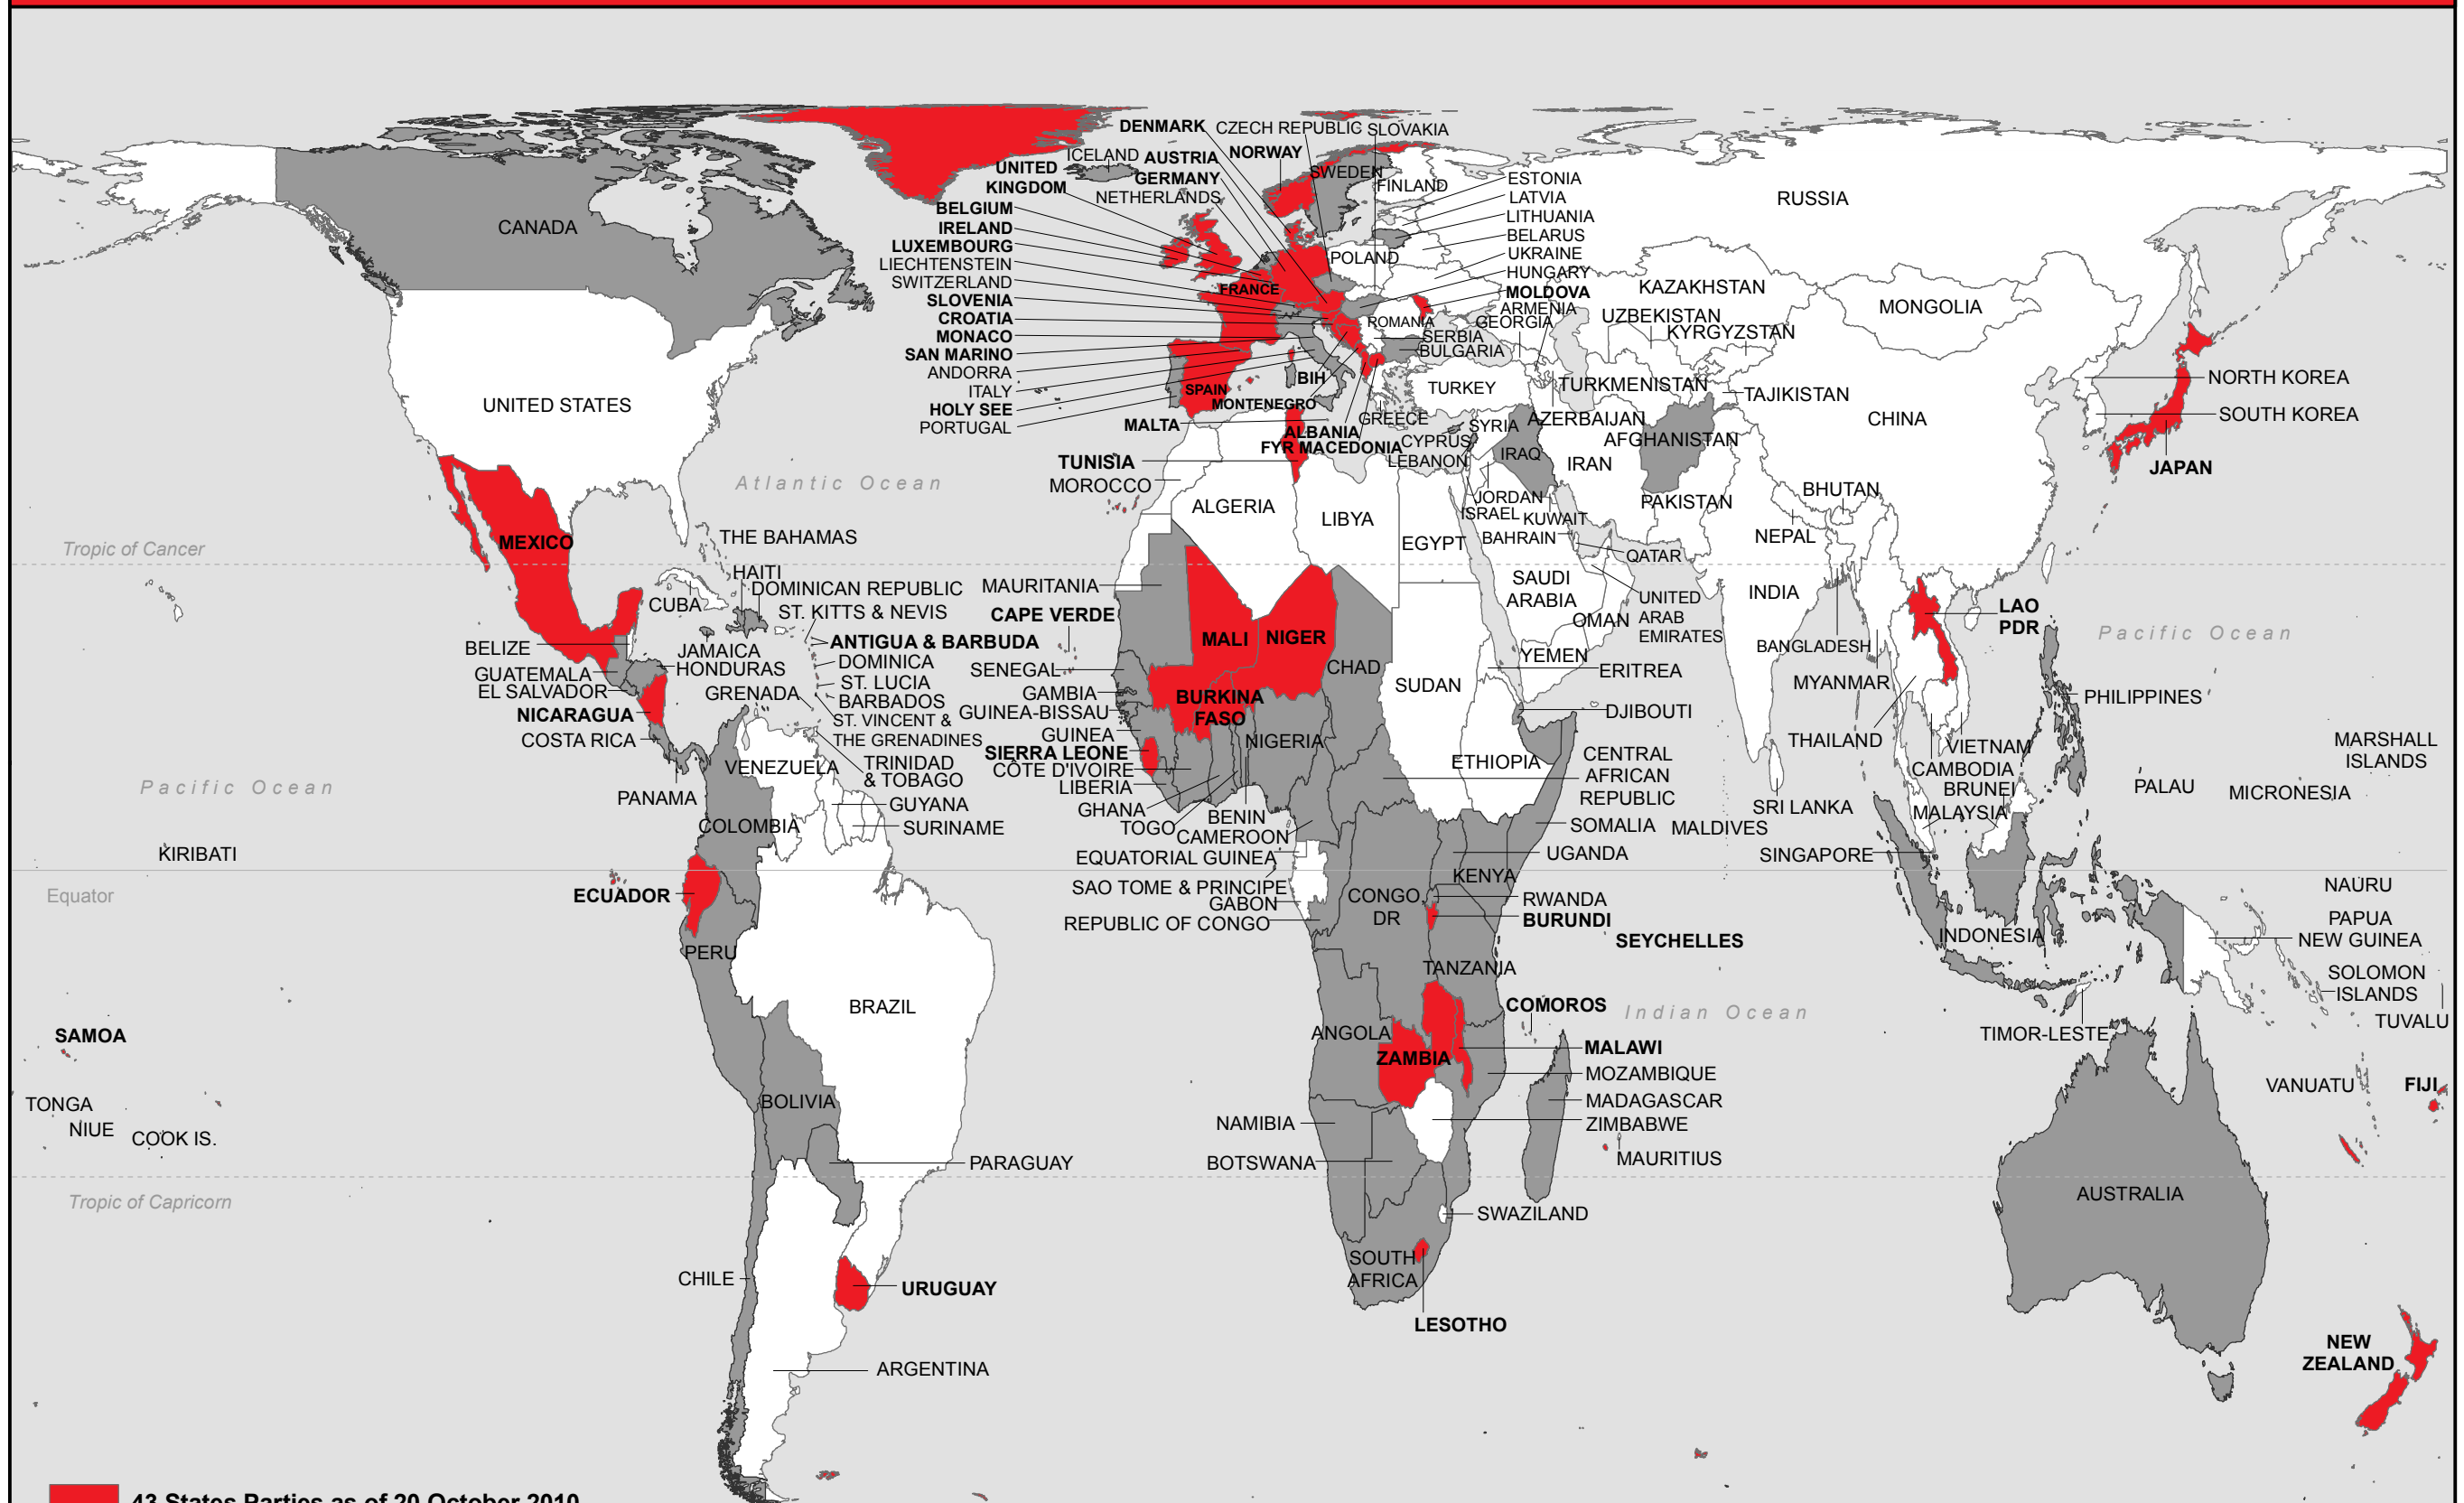 DENMARK
CZECH REPUBLIC
SLOVAKIA
ICELAND
AUSTRIA
NORWAY
UNITED
KINGDOM
GERMANY
SWEDEN
FINLAND
NETHERLANDS
ESTONIA
LATVIA
LITHUANIA
BELARUS
UKRAINE
HUNGARY
MOLDOVA
ARMENIA
GEORGIA
RUSSIA
CANADA
BELGIUM
IRELAND
LUXEMBOURG
LIECHTENSTEIN
SWITZERLAND
SLOVENIA
CROATIA
MONACO
SAN MARINO
ANDORRA
ITALY
HOLY SEE
PORTUGAL
POLAND
FRANCE
ROMANIA
SERBIA
BULGARIA
KAZAKHSTAN
UZBEKISTAN
KYRGYZSTAN
MONGOLIA
UNITED STATES
SPAIN
BIH
MONTENEGRO
MALTA
ALBANIA
FYR MACEDONIA
GREECE
TURKEY
TURKMENISTAN
TAJIKISTAN
AZERBAIJAN
AFGHANISTAN
CHINA
NORTH KOREA
SOUTH KOREA
JAPAN
CYPRUS
SYRIA
LEBANON
IRAQ
IRAN
TUNISIA
MOROCCO
Atlantic Ocean
ALGERIA
LIBYA
EGYPT
JORDAN
ISRAEL
KUWAIT
BAHRAIN
QATAR
PAKISTAN
BHUTAN
NEPAL
MEXICO
THE BAHAMAS
Tropic of Cancer
HAITI
DOMINICAN REPUBLIC
CUBA
ST. KITTS & NEVIS
MAURITANIA
CAPE VERDE
SAUDI
ARABIA
UNITED
ARAB
EMIRATES
OMAN
INDIA
LAO
PDR
Pacific Ocean
BELIZE
JAMAICA
ANTIGUA & BARBUDA
HONDURAS
DOMINICA
GUATEMALA
EL SALVADOR
GRENADA
ST. LUCIA
BARBADOS
NICARAGUA
ST. VINCENT &
THE GRENADINES
COSTA RICA
TRINIDAD
& TOBAGO
VENEZUELA
PANAMA
GUYANA
SURINAME
COLOMBIA
SENEGAL
GAMBIA
GUINEA-BISSAU
GUINEA
SIERRA LEONE
CÔTE D'IVOIRE
LIBERIA
GHANA
TOGO
BENIN
CAMEROON
MALI
NIGER
BURKINA
FASO
NIGERIA
CHAD
SUDAN
YEMEN
ERITREA
DJIBOUTI
ETHIOPIA
CENTRAL
AFRICAN
REPUBLIC
SOMALIA
MALDIVES
BANGLADESH
MYANMAR
THAILAND
VIETNAM
CAMBODIA
BRUNEI
MALAYSIA
SRI LANKA
SINGAPORE
PHILIPPINES
MARSHALL
ISLANDS
PALAU
MICRONESIA
Pacific Ocean
KIRIBATI
Equator
ECUADOR
PERU
EQUATORIAL GUINEA
SAO TOME & PRINCIPE
GABON
REPUBLIC OF CONGO
CONGO
DR
UGANDA
KENYA
RWANDA
BURUNDI
SEYCHELLES
TANZANIA
INDONESIA
NAURU
PAPUA
NEW GUINEA
SOLOMON
ISLANDS
TUVALU
SAMOA
BRAZIL
ANGOLA
ZAMBIA
COMOROS
Indian Ocean
MALAWI
MOZAMBIQUE
MADAGASCAR
ZIMBABWE
TIMOR-LESTE
VANUATU
FIJI
TONGA
NIUE
COOK IS.
BOLIVIA
NAMIBIA
BOTSWANA
PARAGUAY
MAURITIUS
Tropic of Capricorn
SWAZILAND
AUSTRALIA
CHILE
URUGUAY
SOUTH
AFRICA
LESOTHO
ARGENTINA
NEW
ZEALAND
43 States Parties as of 20 October 2010